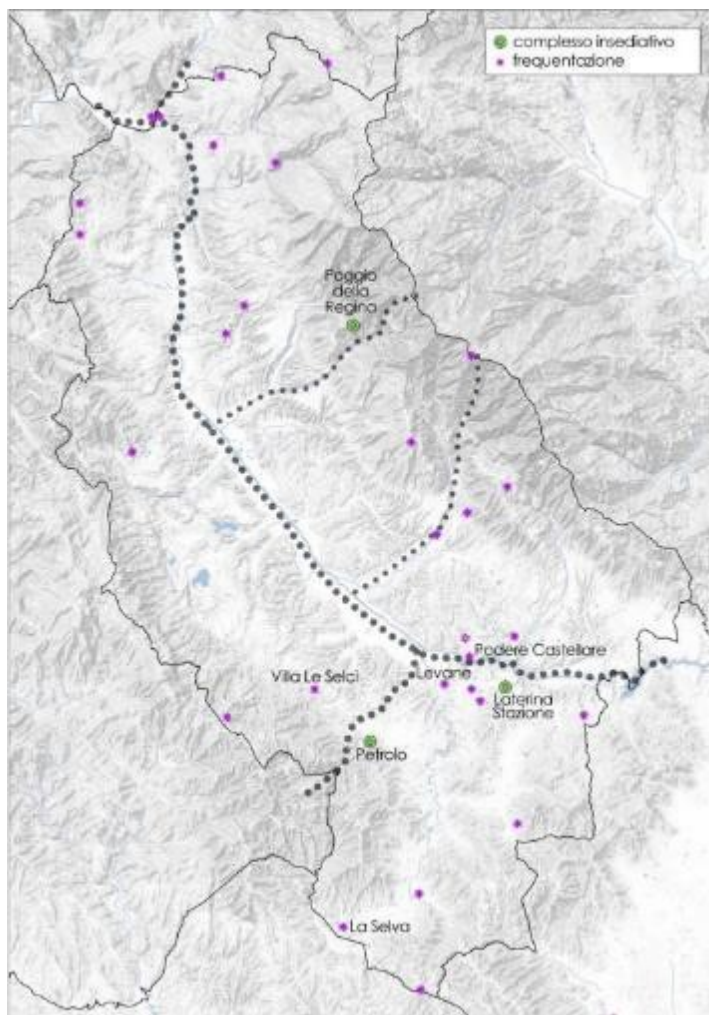 complesso insediativo
frequentazione
Poggio
della
Regina
Podere Castellare
Levane
Villa Le Selci
Laterina
Stazione
Petrolo
La Selva